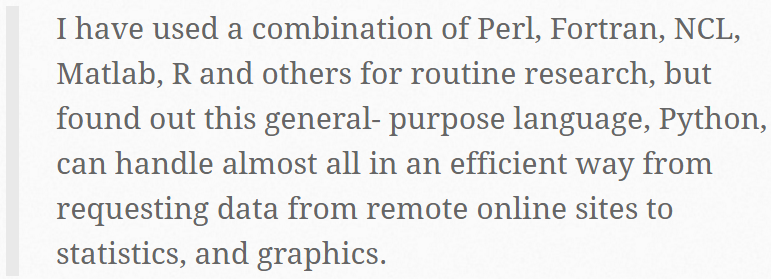 I have used a combination of Perl, Fortran, NCL,
Matlab, R and others for routine research, but
found out this general- purpose language, Python,
can handle almost all in an efficient way from
requesting data from remote online sites to
statistics, and graphics.